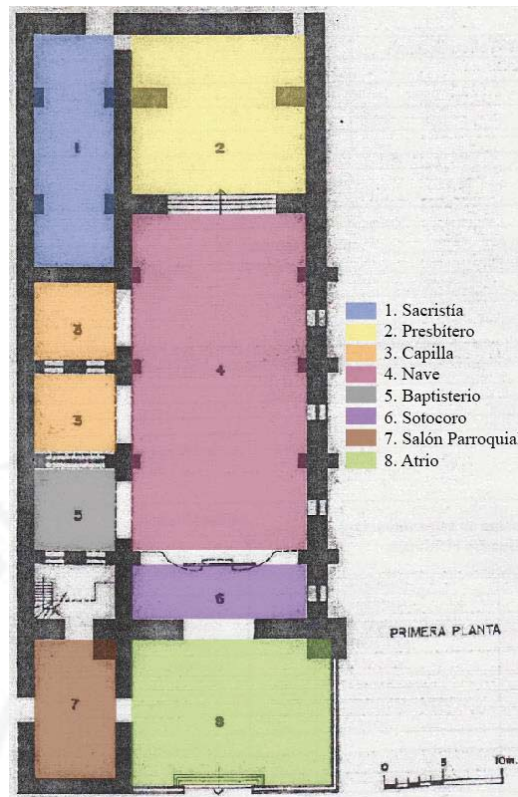 1
2
3
3
4
5
6
7
8
1. Sacristía
2. Presbítero
3. Capilla
4. Nave
5. Baptisterio
6. Sotocoro
7. Salón Parroquia
8. Atrio
PRIMERA PLANTA
0 5 10m.